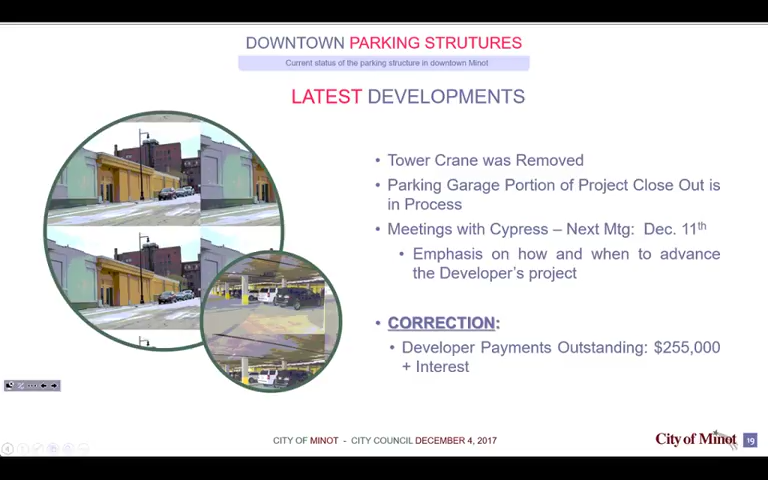 DOWNTOWN PARKING STRUTURES
Current status of the parking structure in downtown Minot
LATEST DEVELOPMENTS
• Tower Crane was Removed
• Parking Garage Portion of Project Close Out is
in Process
• Meetings with Cypress – Next Mtg: Dec. 11th
• Emphasis on how and when to advance
the Developer's project
• CORRECTION:
• Developer Payments Outstanding: $255,000
+ Interest
CITY OF MINOT - CITY COUNCIL DECEMBER 4, 2017
City of Minot
19